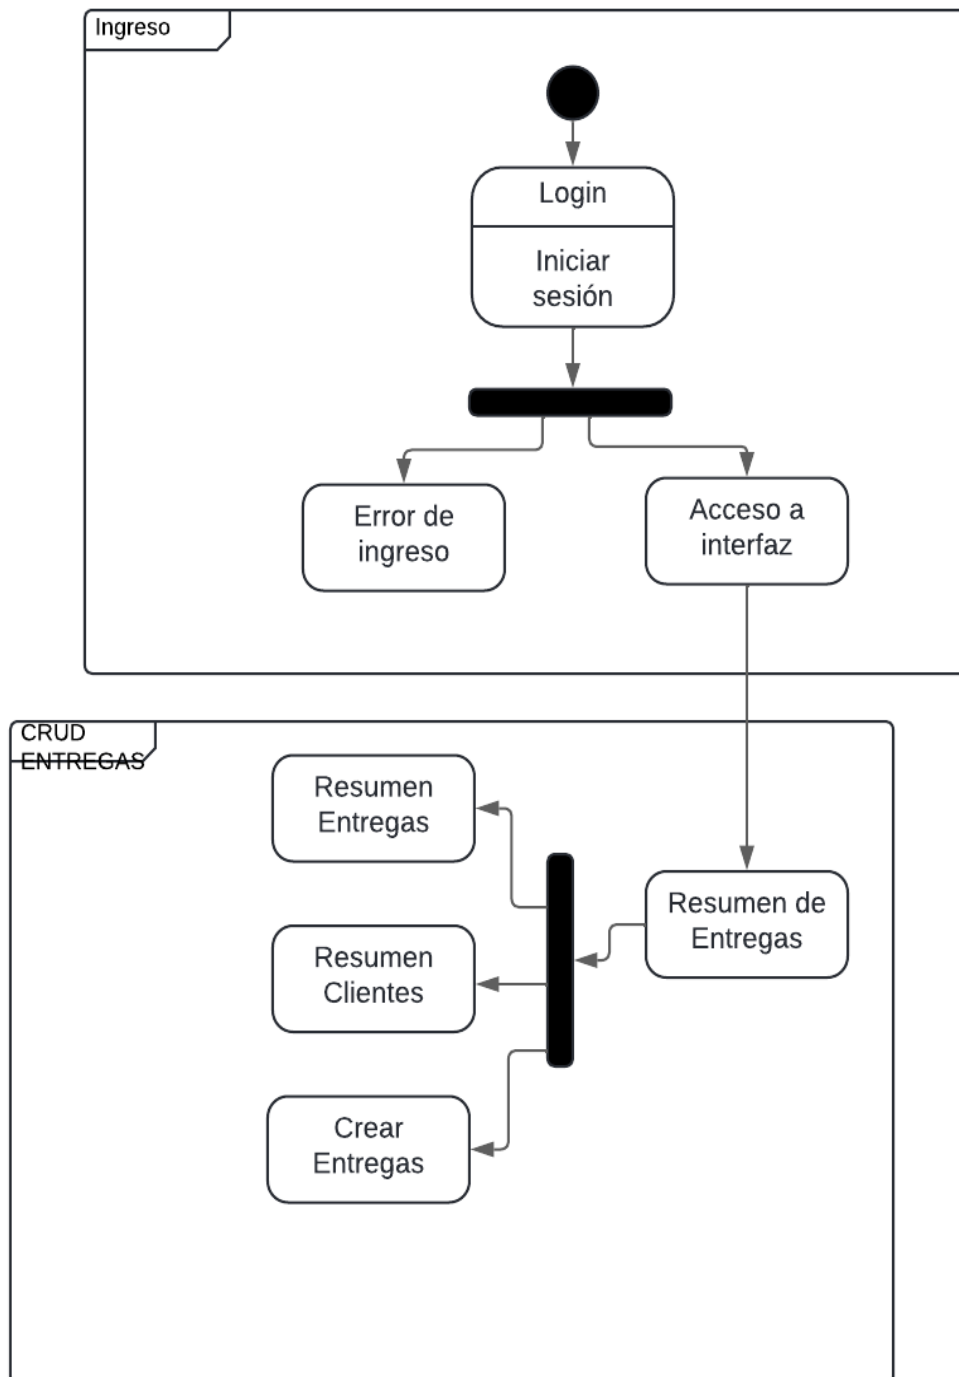 Ingreso
Login
Iniciar
sesión
Error de
ingreso
Acceso a
interfaz
CRUD
ENTREGAS
Resumen
Entregas
Resumen de
Entregas
Resumen
Clientes
Crear
Entregas